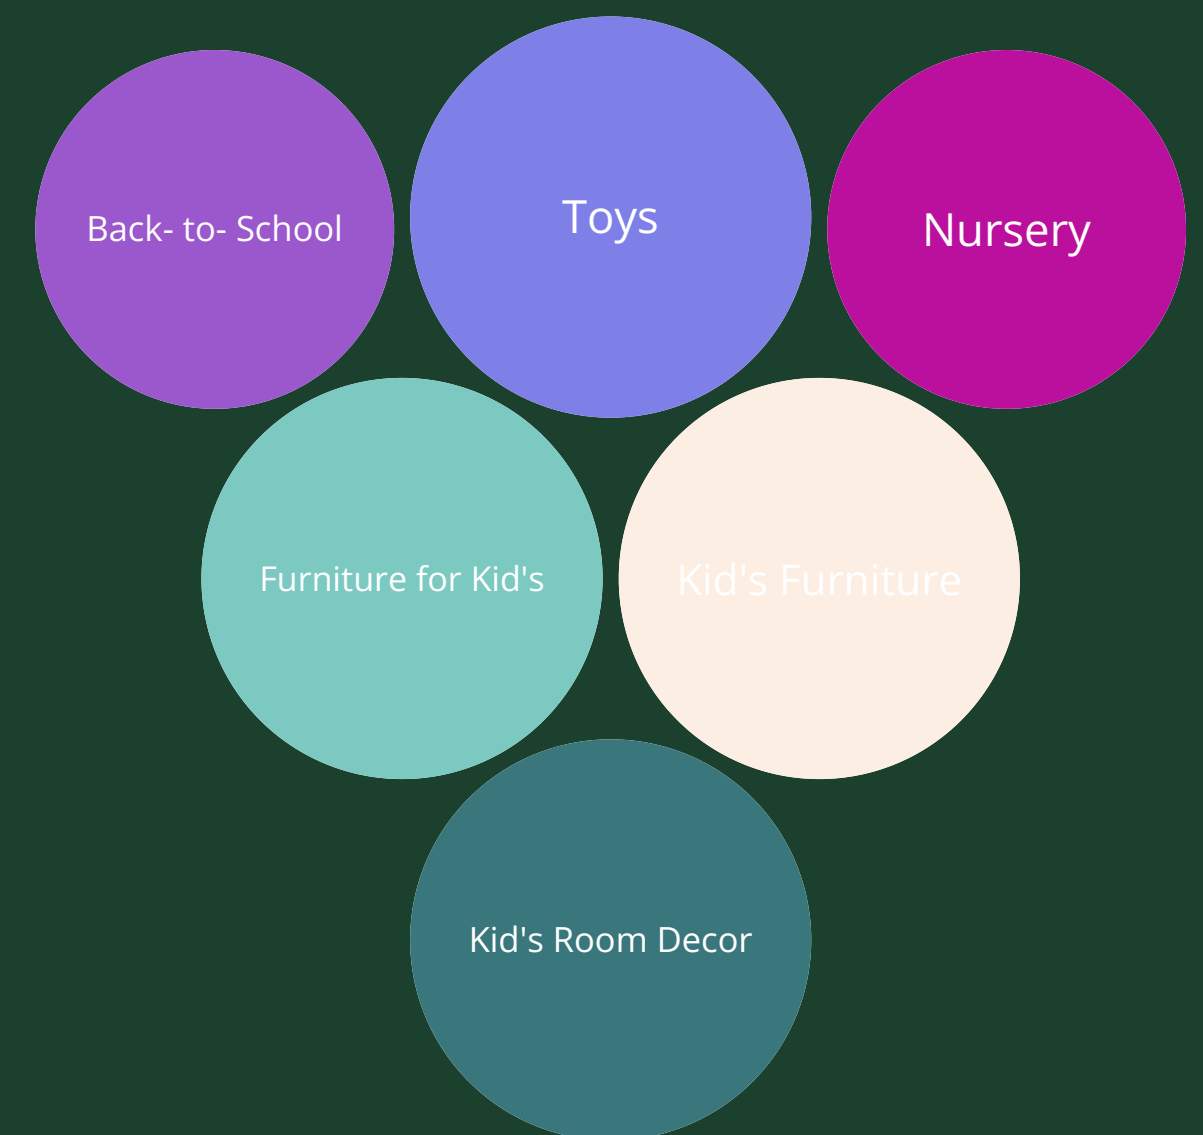 Back- to- School
Toys
Nursery
Furniture for Kid's
Kid's Furniture
Kid's Room Decor